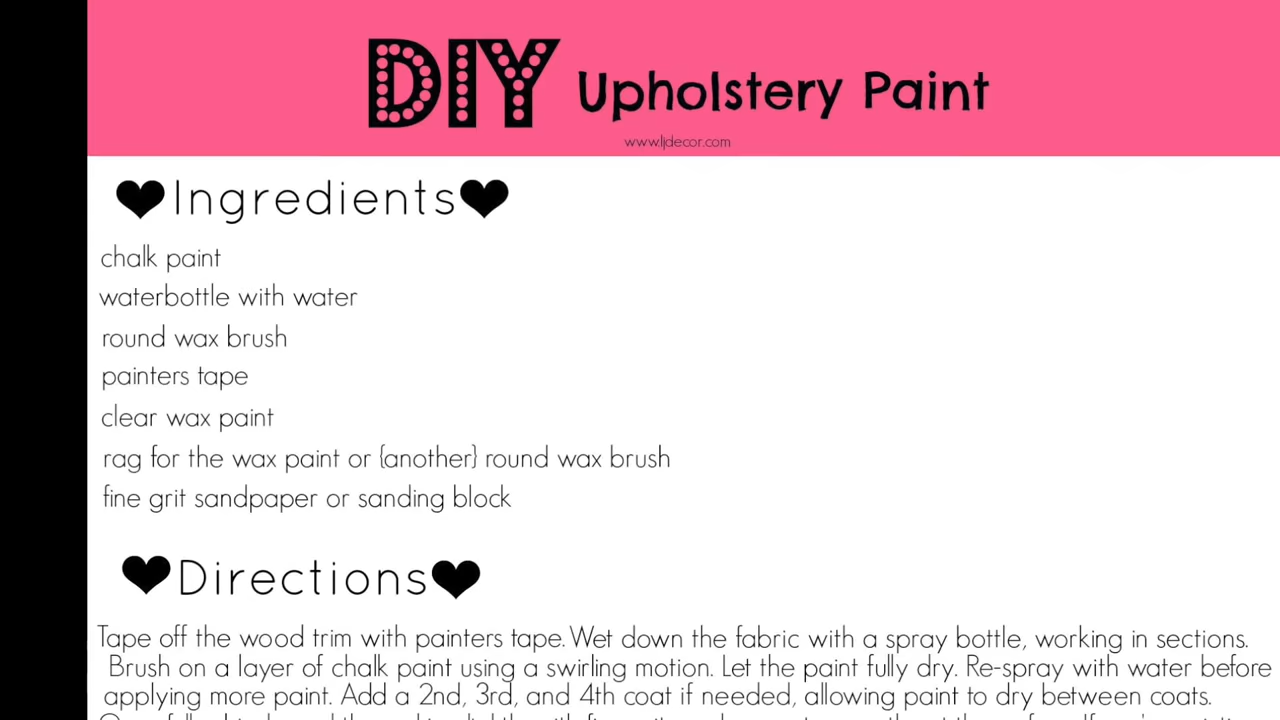 DIY Upholstery Paint
www.ljdecor.com
Ingredients
chalk paint
waterbottle with water
round wax brush
painters tape
clear wax paint
rag for the wax paint or {another} round wax brush
fine grit sandpaper or sanding block
Directions
Tape off the wood trim with painters tape. Wet down the fabric with a spray bottle, working in sections.
Brush on a layer of chalk paint using a swirling motion. Let the paint fully dry. Re-spray with water before
applying more paint. Add a 2nd, 3rd, and 4th coat if needed, allowing paint to dry between coats.